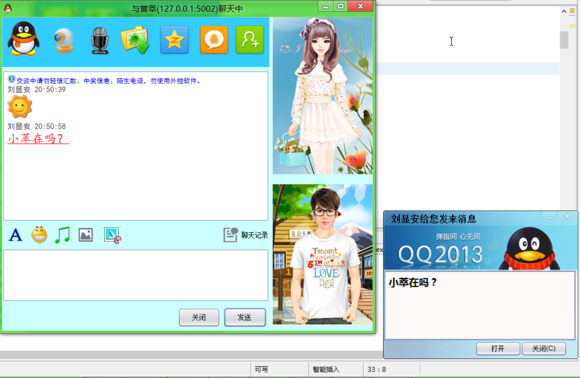 与曾萃(127.0.0.1:5002)聊天中
交谈中请勿轻信汇款、中奖信息、陌生电话，勿使用外挂软件。
刘显安 20:50:39
刘显安 20:50:58
小萃在吗？
聊天记录
关闭
发送
Tencent
LOVE
刘显安给您发来消息
弹指间 心无间
QQ2013
小萃在吗？
打开
关闭(C)
可写
智能插入
33 : 8